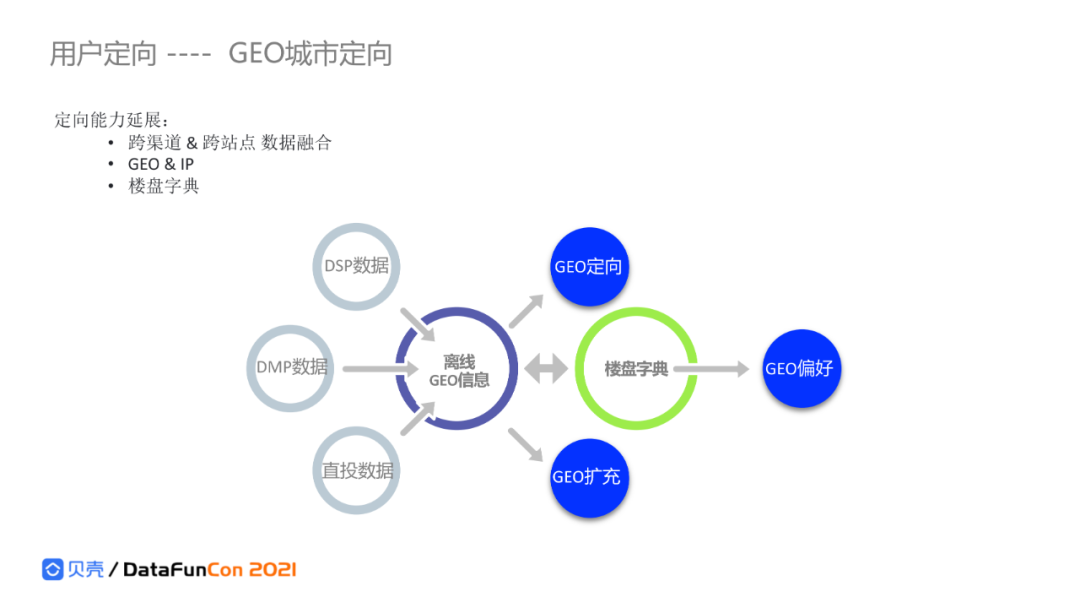 用户定向 ---- GEO城市定向
定向能力延展：
• 跨渠道 & 跨站点 数据融合
• GEO & IP
• 楼盘字典
DSP数据
GEO定向
DMP数据
离线
GEO信息
楼盘字典
GEO偏好
直投数据
GEO扩充
贝壳 / DataFunCon 2021